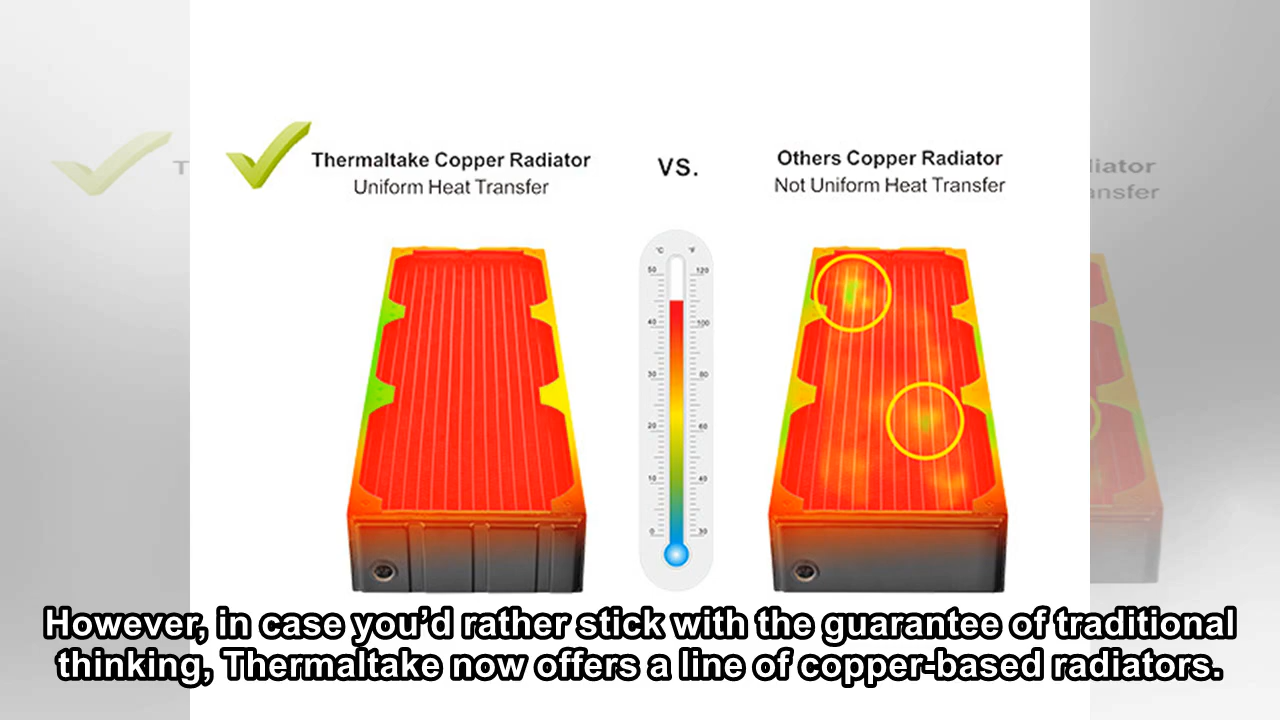 Thermaltake Copper Radiator
Uniform Heat Transfer
VS.
Others Copper Radiator
Not Uniform Heat Transfer
T
liator
ansfer
°C °F
50 120
40 100
30 80
20 60
10 40
0 30
However, in case you’d rather stick with the guarantee of traditional
thinking, Thermaltake now offers a line of copper-based radiators.